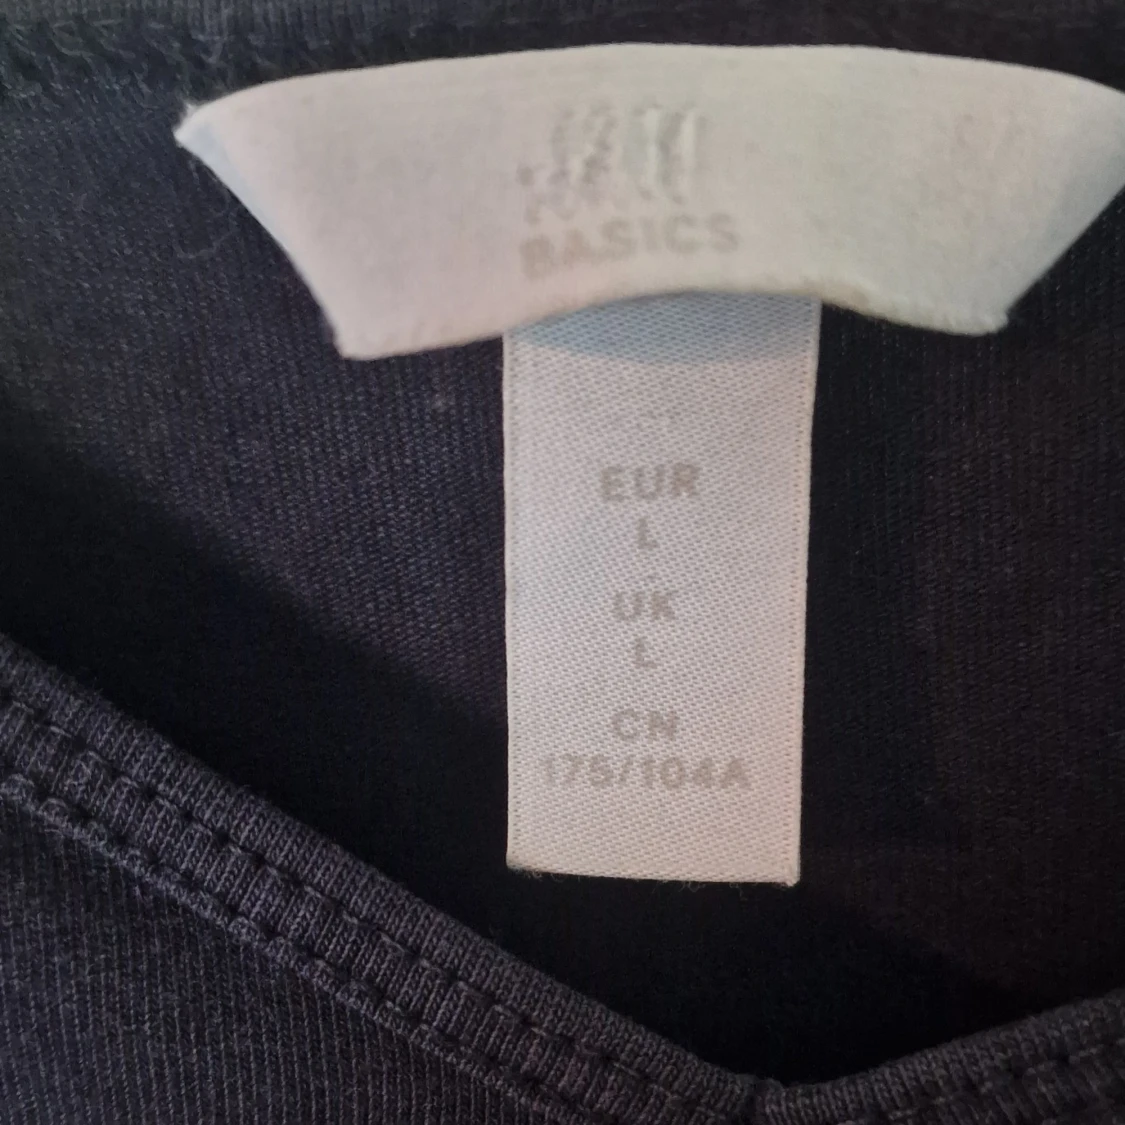 BASICS
EUR
L
UK
L
CN
175/104A